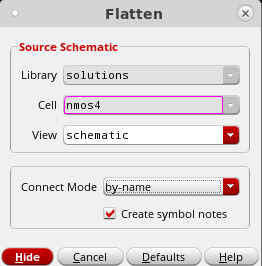 Flatten
Source Schematic
Library solutions
Cell nmos4
View schematic
Connect Mode by-name
Create symbol notes
Hide Cancel Defaults Help